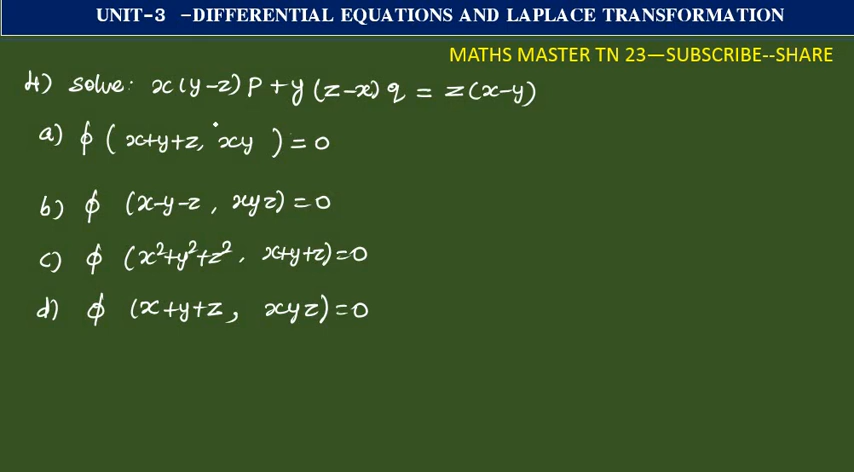 UNIT-3 –DIFFERENTIAL EQUATIONS AND LAPLACE TRANSFORMATION
MATHS MASTER TN 23—SUBSCRIBE--SHARE
4) solve: x(y-z)p+y(z-x)q = z(x-y)
a) ϕ (x+y+z, xy) = 0
b) ϕ (x-y-z, xyz) = 0
c) ϕ (x²+y²+z², x+y+z) = 0
d) ϕ (x+y+z, xyz) = 0